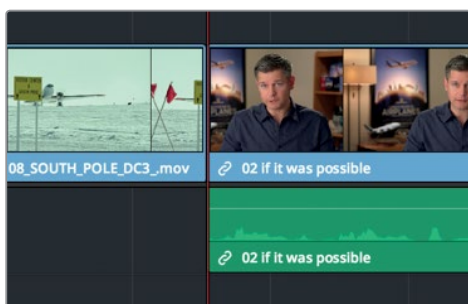 08_SOUTH_POLE_DC3_.mov
02 if it was possible
02 if it was possible